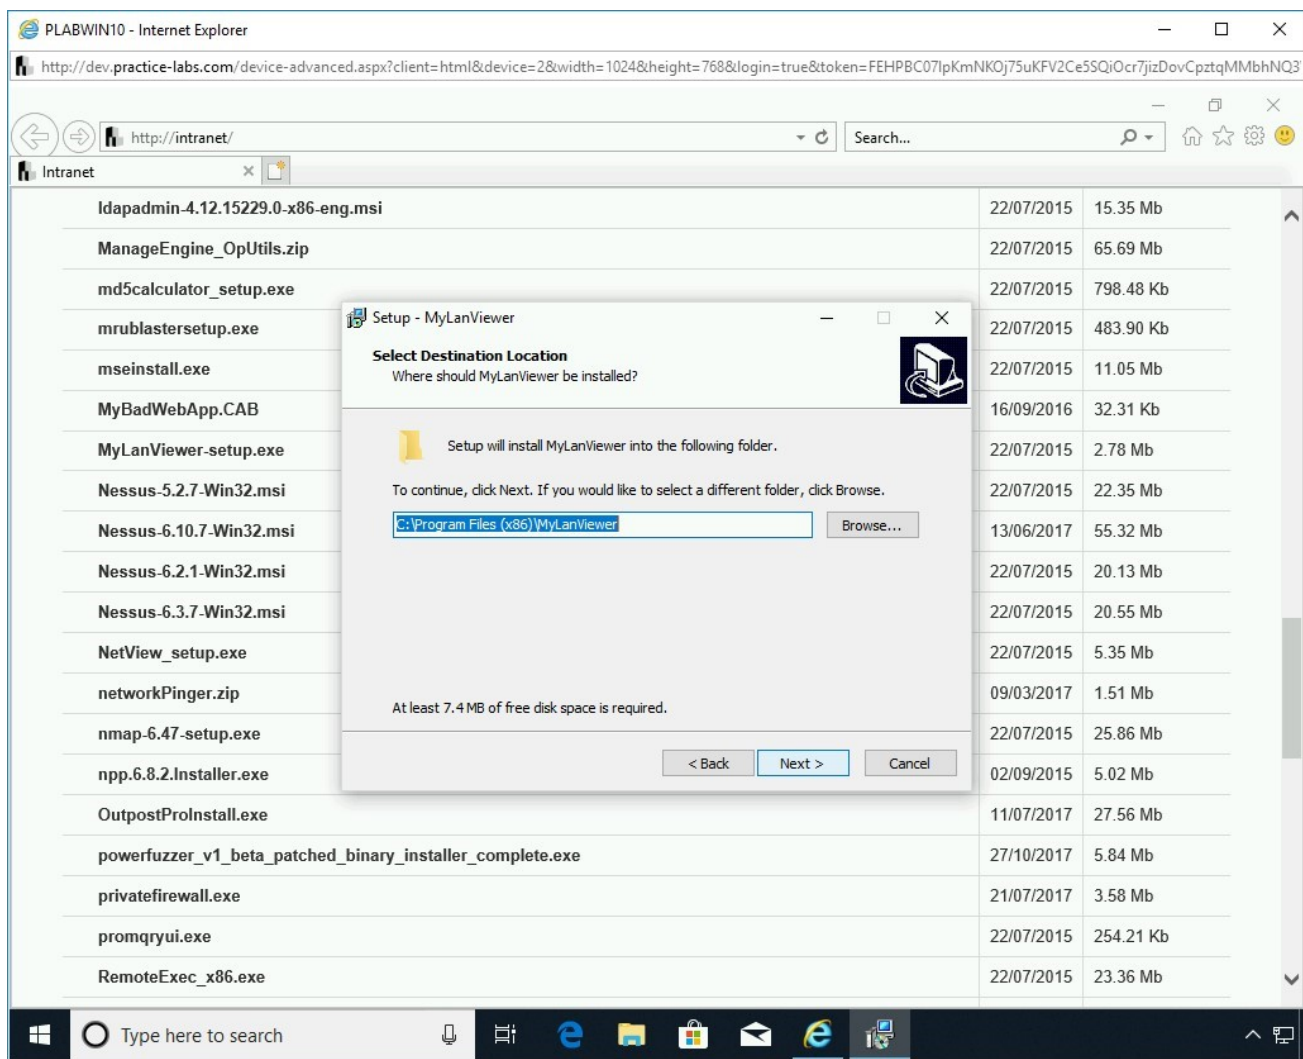 PLABWIN10 - Internet Explorer
http://dev.practice-labs.com/device-advanced.aspx?client=html&device=2&width=1024&height=768&login=true&token=FEHPBC07IpKmNKOj75uKFV2Ce5SQiOcr7jizDovCpztqMMbhNQ3
http://intranet/
Search...
Intranet
ldapadmin-4.12.15229.0-x86-eng.msi 22/07/2015 15.35 Mb
ManageEngine_OpUtils.zip 22/07/2015 65.69 Mb
md5calculator_setup.exe 22/07/2015 798.48 Kb
mrublastersetup.exe 22/07/2015 483.90 Kb
mseinstall.exe 22/07/2015 11.05 Mb
MyBadWebApp.CAB 16/09/2016 32.31 Kb
MyLanViewer-setup.exe 22/07/2015 2.78 Mb
Nessus-5.2.7-Win32.msi 22/07/2015 22.35 Mb
Nessus-6.10.7-Win32.msi 13/06/2017 55.32 Mb
Nessus-6.2.1-Win32.msi 22/07/2015 20.13 Mb
Nessus-6.3.7-Win32.msi 22/07/2015 20.55 Mb
NetView_setup.exe 22/07/2015 5.35 Mb
networkPinger.zip 09/03/2017 1.51 Mb
nmap-6.47-setup.exe 22/07/2015 25.86 Mb
npp.6.8.2.Installer.exe 02/09/2015 5.02 Mb
OutpostProInstall.exe 11/07/2017 27.56 Mb
powerfuzzer_v1_beta_patched_binary_installer_complete.exe 27/10/2017 5.84 Mb
privatefirewall.exe 21/07/2017 3.58 Mb
promqryui.exe 22/07/2015 254.21 Kb
RemoteExec_x86.exe 22/07/2015 23.36 Mb
Setup - MyLanViewer
Select Destination Location
Where should MyLanViewer be installed?
Setup will install MyLanViewer into the following folder.
To continue, click Next. If you would like to select a different folder, click Browse.
C:\Program Files (x86)\MyLanViewer
Browse...
At least 7.4 MB of free disk space is required.
< Back
Next >
Cancel
Type here to search